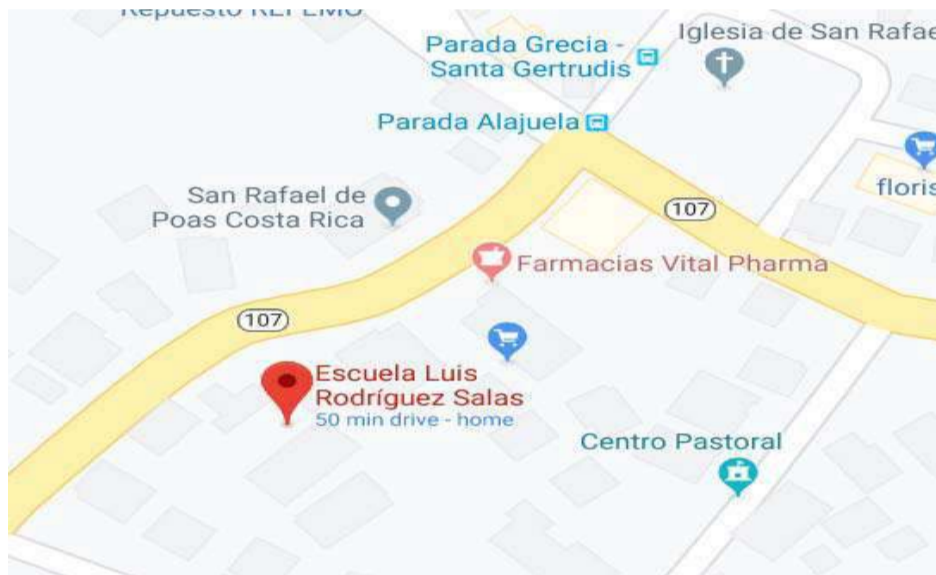 Parada Grecia -
Santa Gertrudis
Iglesia de San Rafae
Parada Alajuela
San Rafael de
Poas Costa Rica
107
floris
Farmacias Vital Pharma
107
Escuela Luis
Rodríguez Salas
50 min drive - home
Centro Pastoral